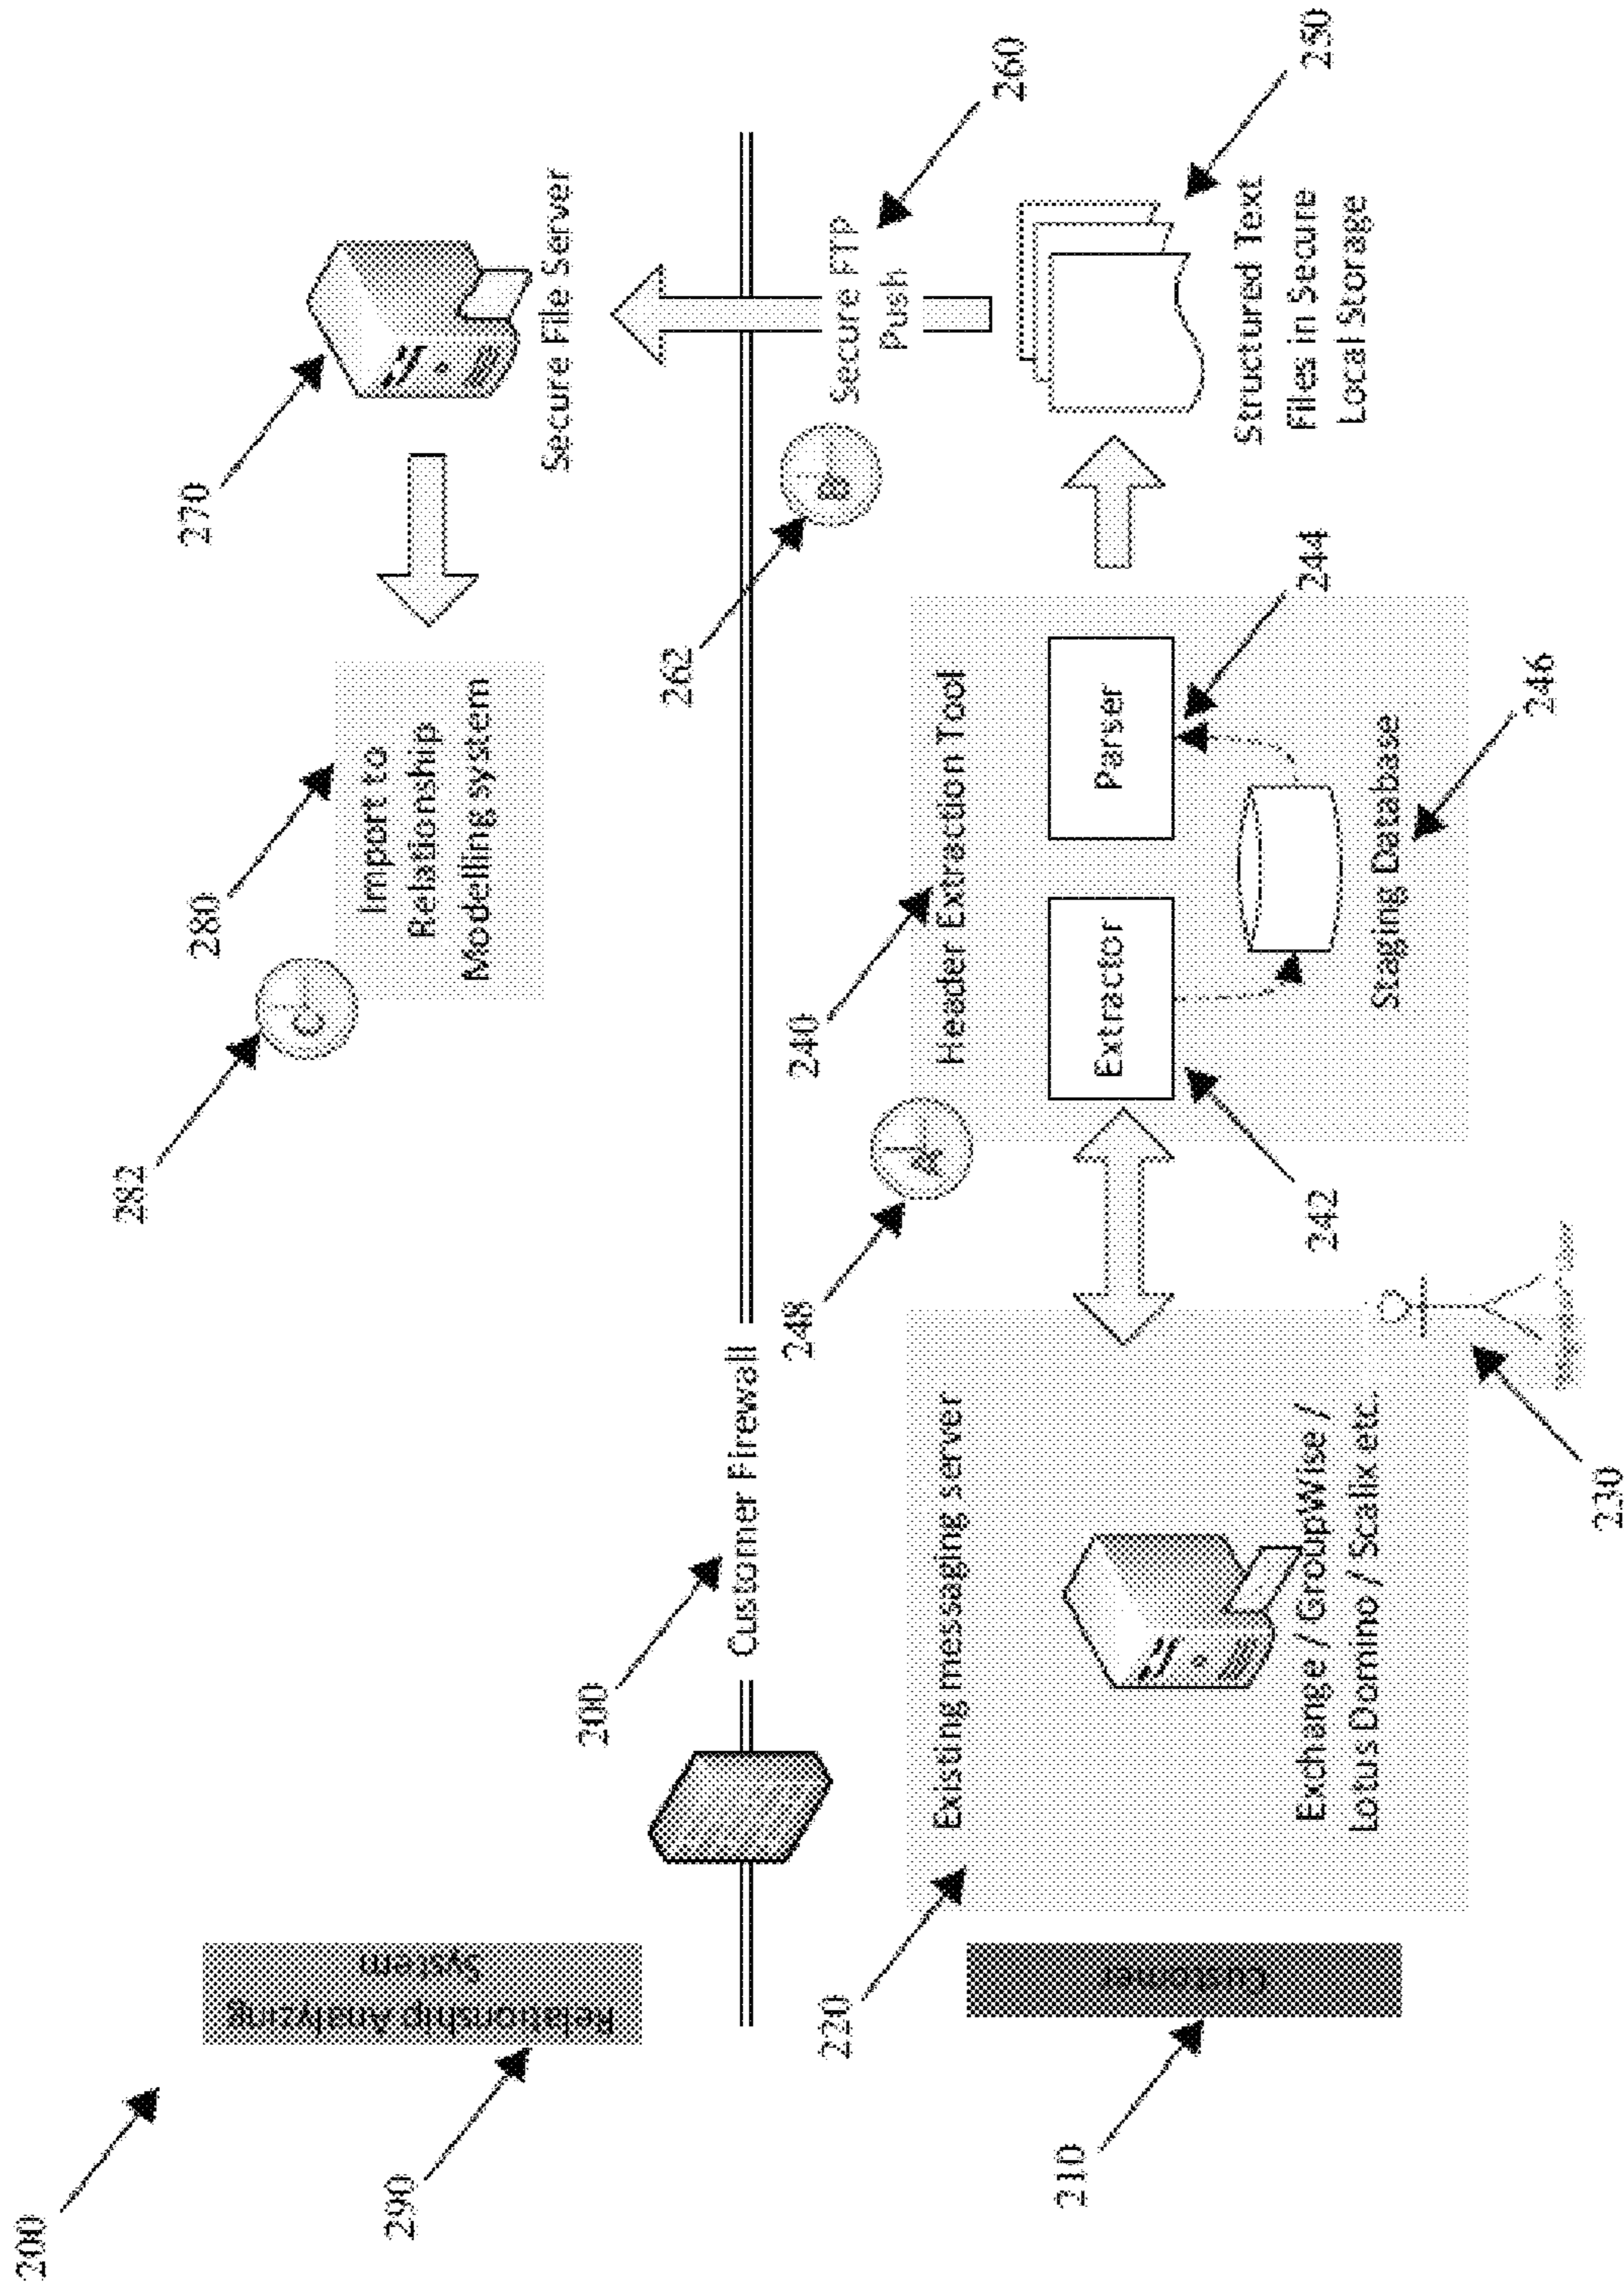 200
290
Relationship Analyzing
System
282
C
280
Import to
Relationship
Modelling system
270
Secure File Server
300
Customer Firewall
262
B
Secure FTP
Push
260
210
Customer
220
Existing messaging server
Exchange / GroupWise /
Lotus Domino / Scalix etc.
230
248
A
240
Header Extraction Tool
Extractor
Parser
242
244
Staging Database
246
Structured Text
Files in Secure
Local Storage
250